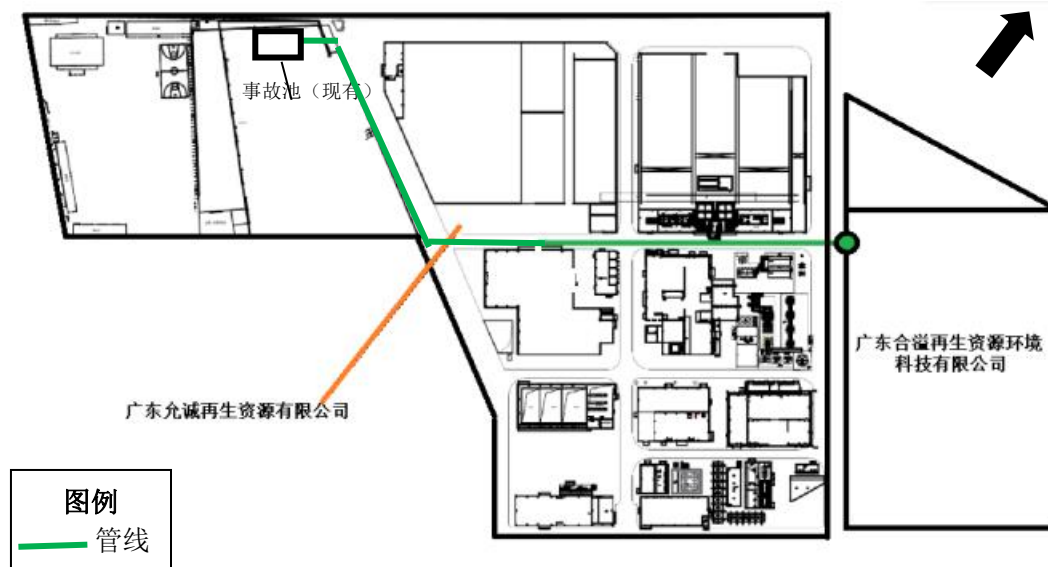 事故池（现有）
广东合溢再生资源环境
科技有限公司
广东允诚再生资源有限公司
图例
管线